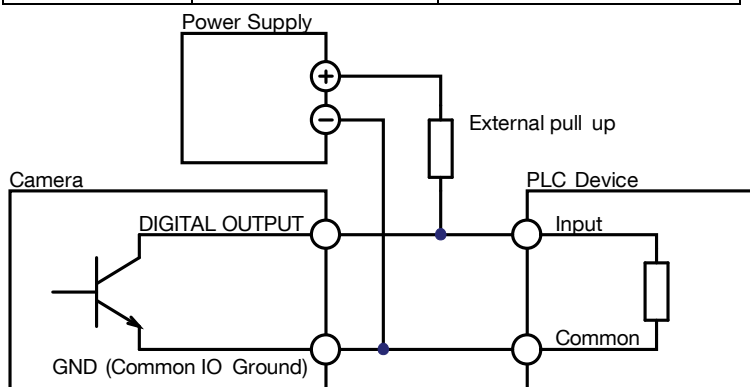 Power Supply
+
−
External pull up
Camera
PLC Device
DIGITAL OUTPUT
Input
Common
GND (Common IO Ground)